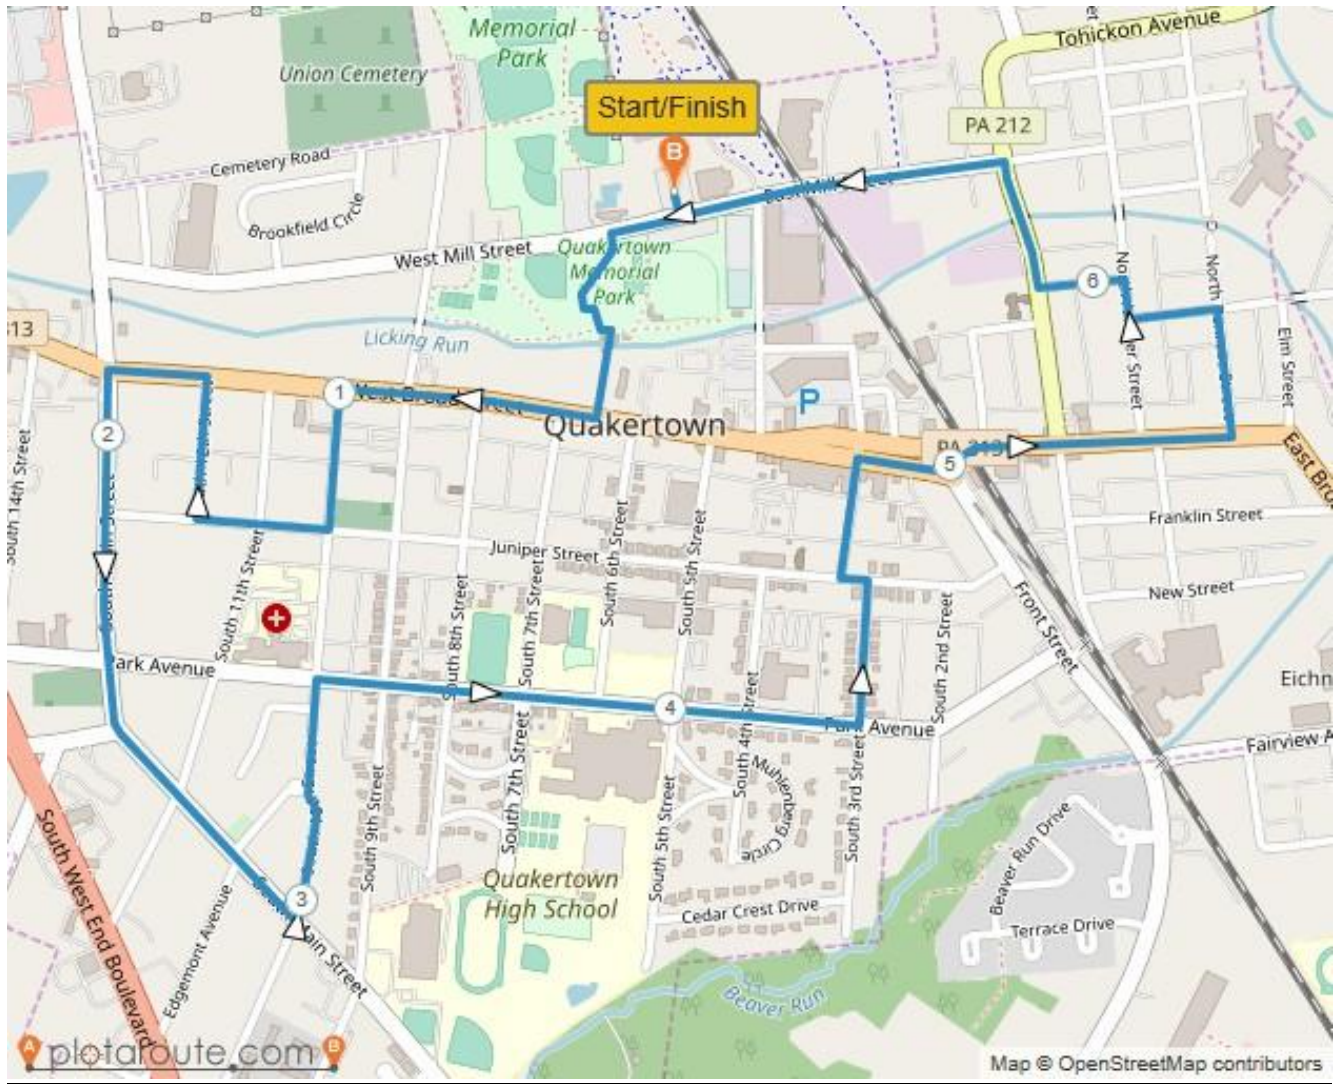 Memorial
Park
Tohickon Avenue
Union Cemetery
Start/Finish
PA 212
B
Cemetery Road
Brookfield Circle
West Mill Street
Quakertown
Memorial
Park
North
Licking Run
Elm Street
1
6
P
Quakertown
2
5
South 14th Street
East Bro
Franklin Street
Juniper Street
South 6th Street
South 5th Street
South 11th Street
South 8th Street
South 7th Street
New Street
Front Street
South 2nd Street
Park Avenue
Eichn
4
Park Avenue
South 4th Street
South 3rd Street
Fairview A
South 7th Street
South 9th Street
South 5th Street
Muhlenberg
Circle
Beaver Run Drive
South West End Boulevard
Quakertown
High School
3
Edgemont Avenue
Main Street
Cedar Crest Drive
Terrace Drive
Beaver Run
A plotaroute.com B
Map © OpenStreetMap contributors